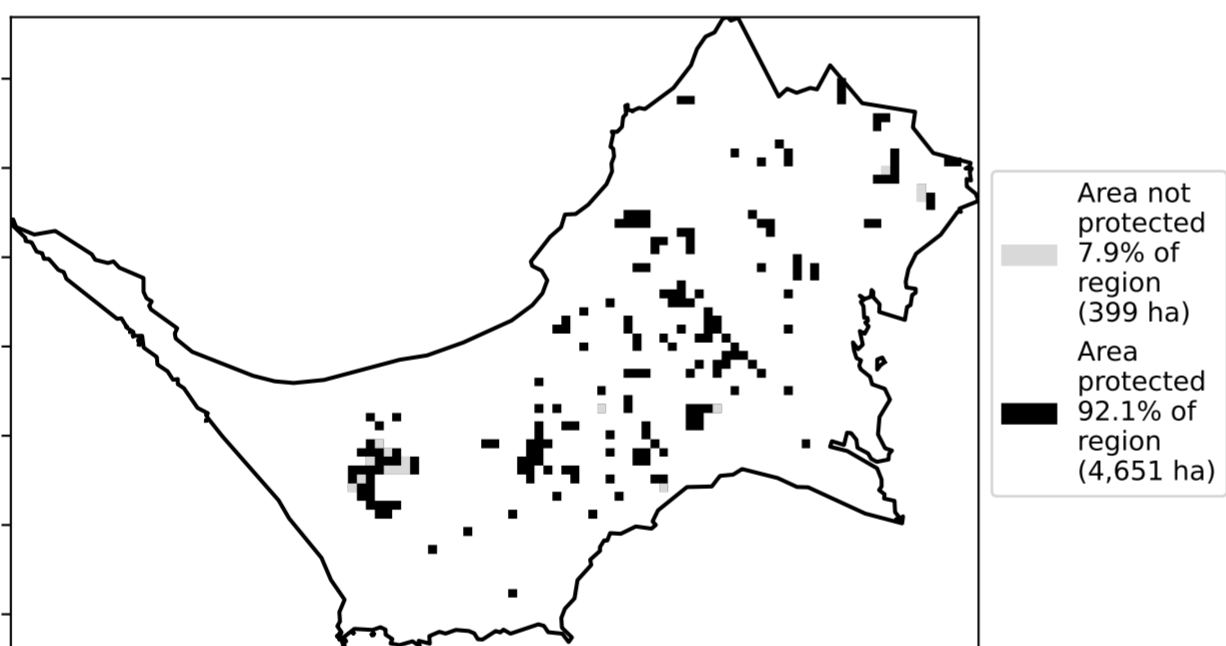 Area not
protected
7.9% of
region
(399 ha)
Area
protected
92.1% of
region
(4,651 ha)